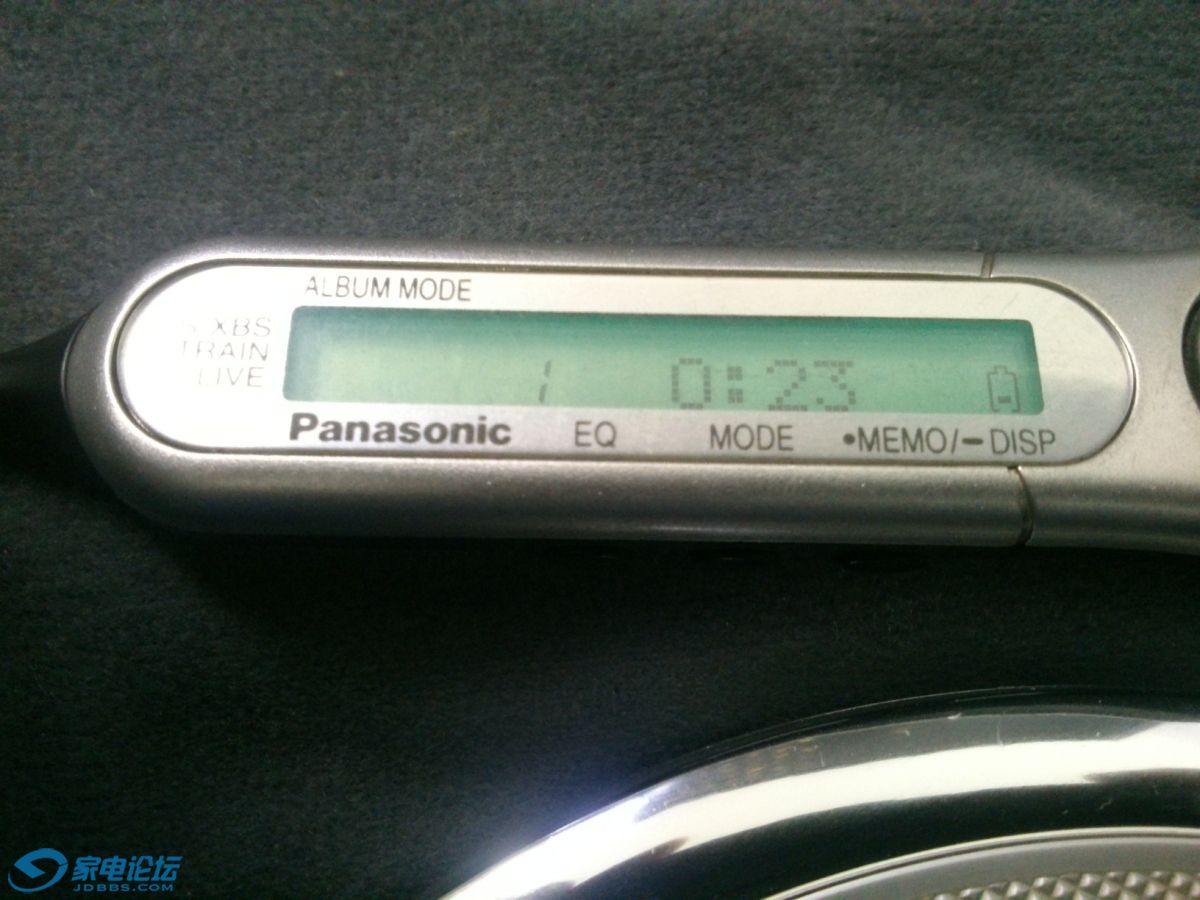 ALBUM MODE
S-XBS
TRAIN
LIVE
1 0:23
Panasonic EQ MODE •MEMO/━DISP
家电论坛
JDBBS.COM